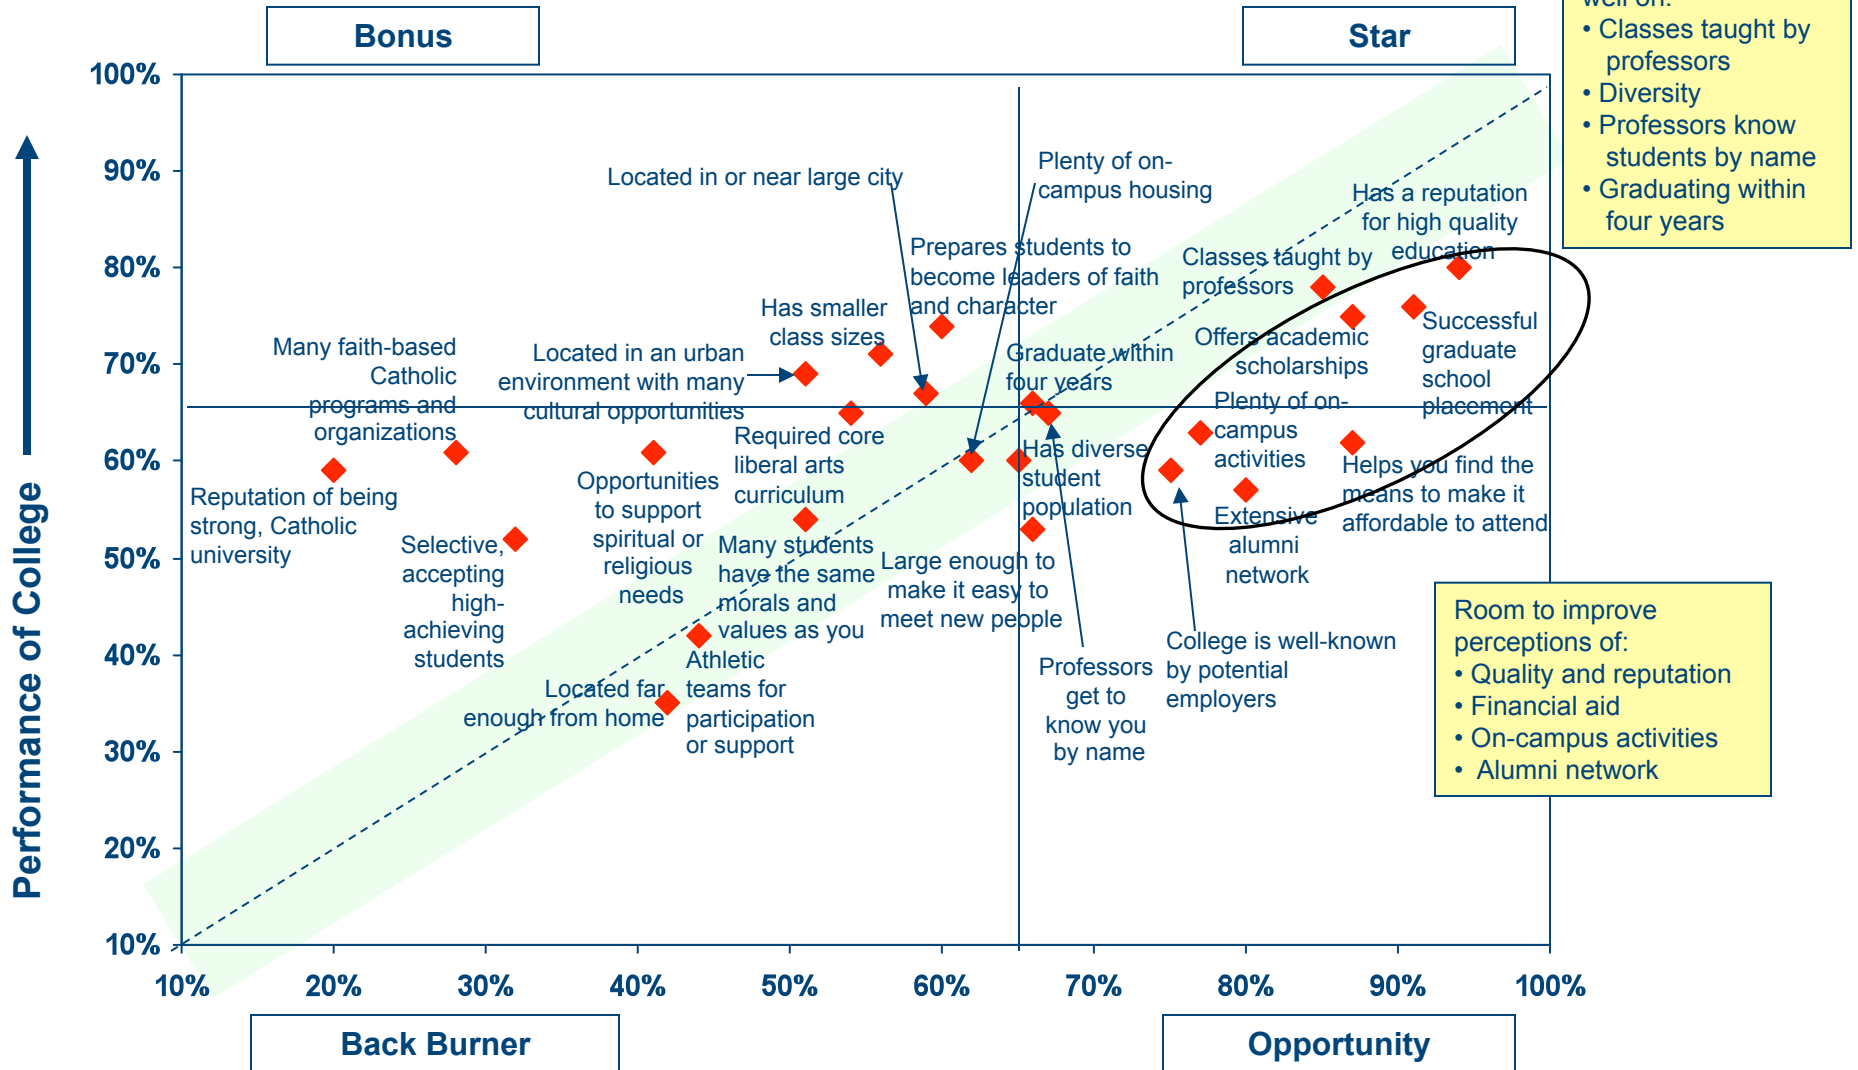 Bonus
Star
well on:
• Classes taught by
professors
• Diversity
• Professors know
students by name
• Graduating within
four years
Performance of College
100%
90%
80%
70%
60%
50%
40%
30%
20%
10%
Located in or near large city
Plenty of on-
campus housing
Has a reputation
for high quality
education
Prepares students to
become leaders of faith
and character
Classes taught by
professors
Has smaller
class sizes
Many faith-based
Catholic
programs and
organizations
Located in an urban
environment with many
cultural opportunities
Graduate within
four years
Offers academic
scholarships
Successful
graduate
school
placement
Plenty of on-
campus
activities
Required core
liberal arts
curriculum
Has diverse
student
population
Helps you find the
means to make it
affordable to attend
Reputation of being
strong, Catholic
university
Opportunities
to support
spiritual or
religious
needs
Selective,
accepting
high-
achieving
students
Many students
have the same
morals and
values as you
Large enough to
make it easy to
meet new people
Extensive
alumni
network
College is well-known
by potential
employers
Professors
get to
know you
by name
Athletic
teams for
participation
or support
Located far
enough from home
Room to improve
perceptions of:
• Quality and reputation
• Financial aid
• On-campus activities
• Alumni network
10%
20%
30%
40%
50%
60%
70%
80%
90%
100%
Back Burner
Opportunity